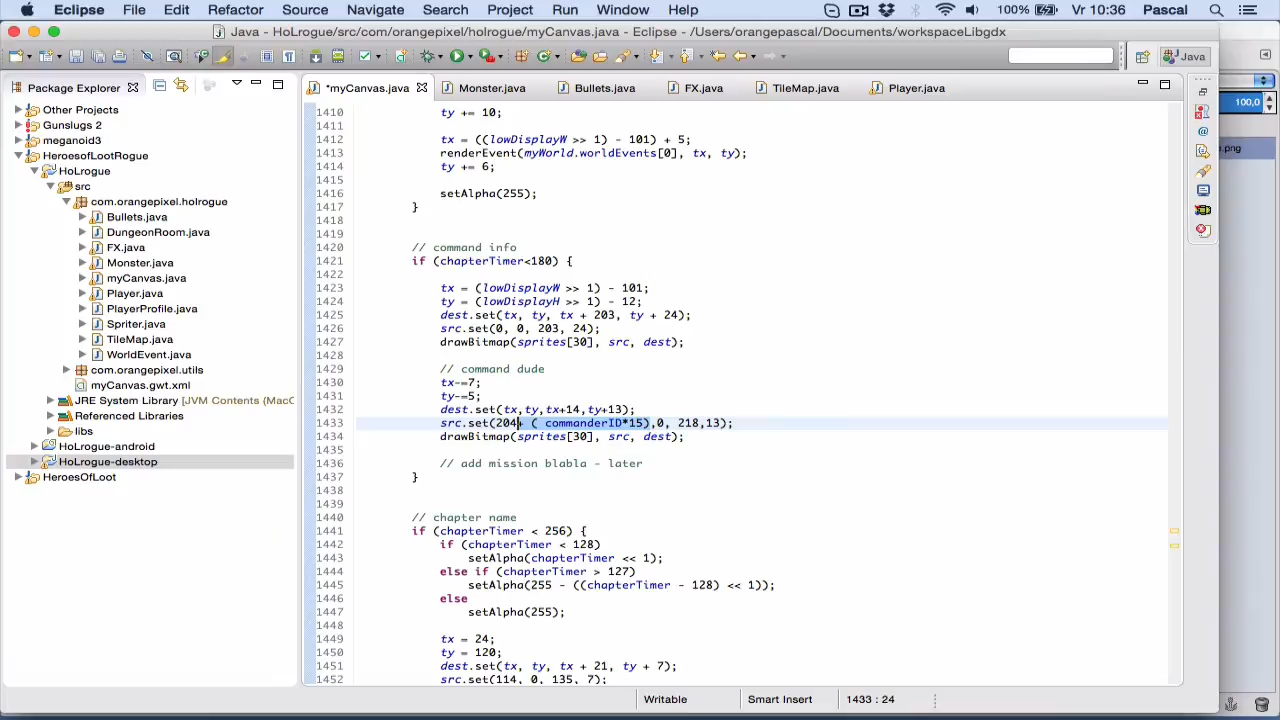 Eclipse File Edit Refactor Source Navigate Search Project Run Window Help 100% Vr 10:36 Pascal
Java - HoLrogue/src/com/orangepixel/holrogue/myCanvas.java - Eclipse - /Users/orangepascal/Documents/workspaceLibgdx
Java
Package Explorer
*myCanvas.java Monster.java Bullets.java FX.java TileMap.java Player.java
100,0
e.png
Other Projects
Gunslugs 2
meganoid3
HeroesofLootRogue
HoLrogue
src
com.orangepixel.holrogue
Bullets.java
DungeonRoom.java
FX.java
Monster.java
myCanvas.java
Player.java
PlayerProfile.java
Spriter.java
TileMap.java
WorldEvent.java
com.orangepixel.utils
myCanvas.gwt.xml
JRE System Library [JVM Contents (MacO
Referenced Libraries
libs
HoLrogue-android
HoLrogue-desktop
HeroesOfLoot
1410 ty += 10;
1411
1412 tx = ((lowDisplayW >> 1) - 101) + 5;
1413 renderEvent(myWorld.worldEvents[0], tx, ty);
1414 ty += 6;
1415
1416 setAlpha(255);
1417 }
1418
1419
1420 // command info
1421 if (chapterTimer<180) {
1422
1423 tx = (lowDisplayW >> 1) - 101;
1424 ty = (lowDisplayH >> 1) - 12;
1425 dest.set(tx, ty, tx + 203, ty + 24);
1426 src.set(0, 0, 203, 24);
1427 drawBitmap(sprites[30], src, dest);
1428
1429 // command dude
1430 tx-=7;
1431 ty-=5;
1432 dest.set(tx,ty,tx+14,ty+13);
1433 src.set(204+ ( commanderID*15),0, 218,13);
1434 drawBitmap(sprites[30], src, dest);
1435
1436 // add mission blabla - later
1437 }
1438
1439
1440 // chapter name
1441 if (chapterTimer < 256) {
1442 if (chapterTimer < 128)
1443 setAlpha(chapterTimer << 1);
1444 else if (chapterTimer > 127)
1445 setAlpha(255 - ((chapterTimer - 128) << 1));
1446 else
1447 setAlpha(255);
1448
1449 tx = 24;
1450 ty = 120;
1451 dest.set(tx, ty, tx + 21, ty + 7);
1452 src.set(114, 0, 135, 7);
Writable Smart Insert 1433 : 24